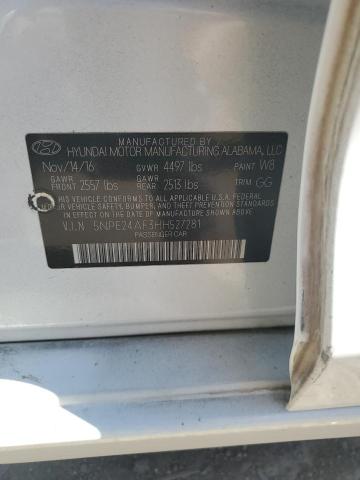 MANUFACTURED BY
HYUNDAI MOTOR MANUFACTURING ALABAMA, LLC
Nov/14/16 GVWR 4497 lbs PAINT W8
GAWR FRONT 2557 lbs GAWR REAR 2513 lbs TRIM GG
THIS VEHICLE CONFORMS TO ALL APPLICABLE U.S.A. FEDERAL
MOTOR VEHICLE SAFETY, BUMPER, AND THEFT PREVENTION
STANDARDS IN EFFECT ON THE DATE OF MANUFACTURE SHOWN ABOVE.
V.I.N 5NPE24AF3HH527281
PASSENGER CAR